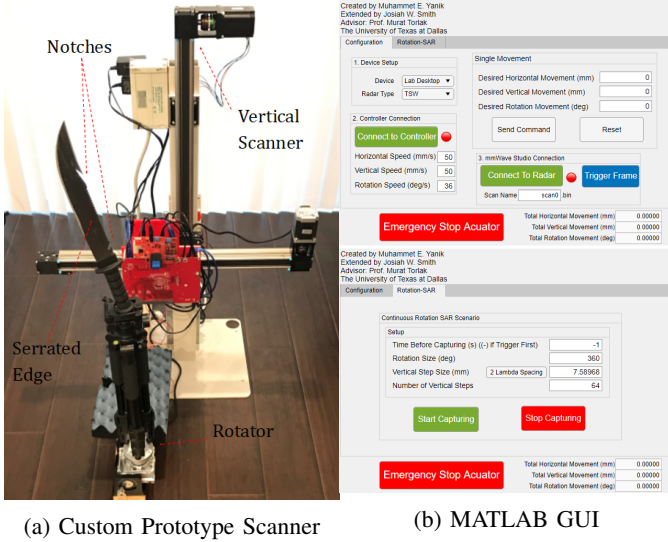 Notches
Vertical
Scanner
Serrated
Edge
Rotator
(a) Custom Prototype Scanner
Created by Muhammet E. Yanik
Extended by Josiah W. Smith
Advisor: Prof. Murat Torlak
The University of Texas at Dallas
Configuration Rotation-SAR
1. Device Setup
Device Lab Desktop
Radar Type TSW
2. Controller Connection
Connect to Controller
Horizontal Speed (mm/s) 50
Vertical Speed (mm/s) 50
Rotation Speed (deg/s) 36
Single Movement
Desired Horizontal Movement (mm) 0
Desired Vertical Movement (mm) 0
Desired Rotation Movement (deg) 0
Send Command Reset
3. mmWave Studio Connection
Connect To Radar Trigger Frame
Scan Name scan0 .bin
Emergency Stop Acuator
Total Horizontal Movement (mm) 0.00000
Total Vertical Movement (mm) 0.00000
Total Rotation Movement (deg) 0.00000
Created by Muhammet E. Yanik
Extended by Josiah W. Smith
Advisor: Prof. Murat Torlak
The University of Texas at Dallas
Configuration Rotation-SAR
Continuous Rotation SAR Scenario
Setup
Time Before Capturing (s) ((-) if Trigger First) -1
Rotation Size (deg) 360
Vertical Step Size (mm) 2 Lambda Spacing 7.58968
Number of Vertical Steps 64
Start Capturing Stop Capturing
Emergency Stop Acuator
Total Horizontal Movement (mm) 0.00000
Total Vertical Movement (mm) 0.00000
Total Rotation Movement (deg) 0.00000
(b) MATLAB GUI